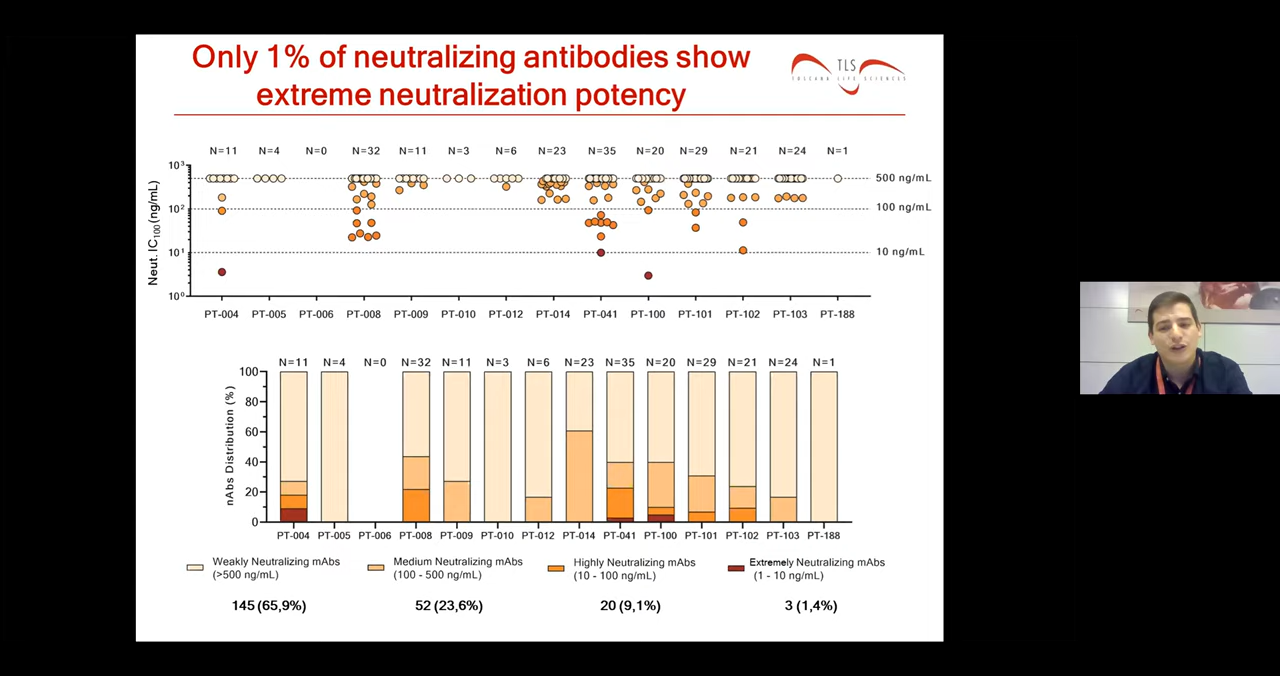 Only 1% of neutralizing antibodies show
extreme neutralization potency
TLS
TOSCANA LIFE SCIENCES
N=11 N=4 N=0 N=32 N=11 N=3 N=6 N=23 N=35 N=20 N=29 N=21 N=24 N=1
Neut. IC100 (ng/mL)
10³
10²
10¹
10⁰
500 ng/mL
100 ng/mL
10 ng/mL
PT-004 PT-005 PT-006 PT-008 PT-009 PT-010 PT-012 PT-014 PT-041 PT-100 PT-101 PT-102 PT-103 PT-188
N=11 N=4 N=0 N=32 N=11 N=3 N=6 N=23 N=35 N=20 N=29 N=21 N=24 N=1
nAbs Distribution (%)
100
80
60
40
20
0
PT-004 PT-005 PT-006 PT-008 PT-009 PT-010 PT-012 PT-014 PT-041 PT-100 PT-101 PT-102 PT-103 PT-188
Weakly Neutralizing mAbs
(>500 ng/mL)
Medium Neutralizing mAbs
(100 - 500 ng/mL)
Highly Neutralizing mAbs
(10 - 100 ng/mL)
Extremely Neutralizing mAbs
(1 - 10 ng/mL)
145 (65,9%) 52 (23,6%) 20 (9,1%) 3 (1,4%)